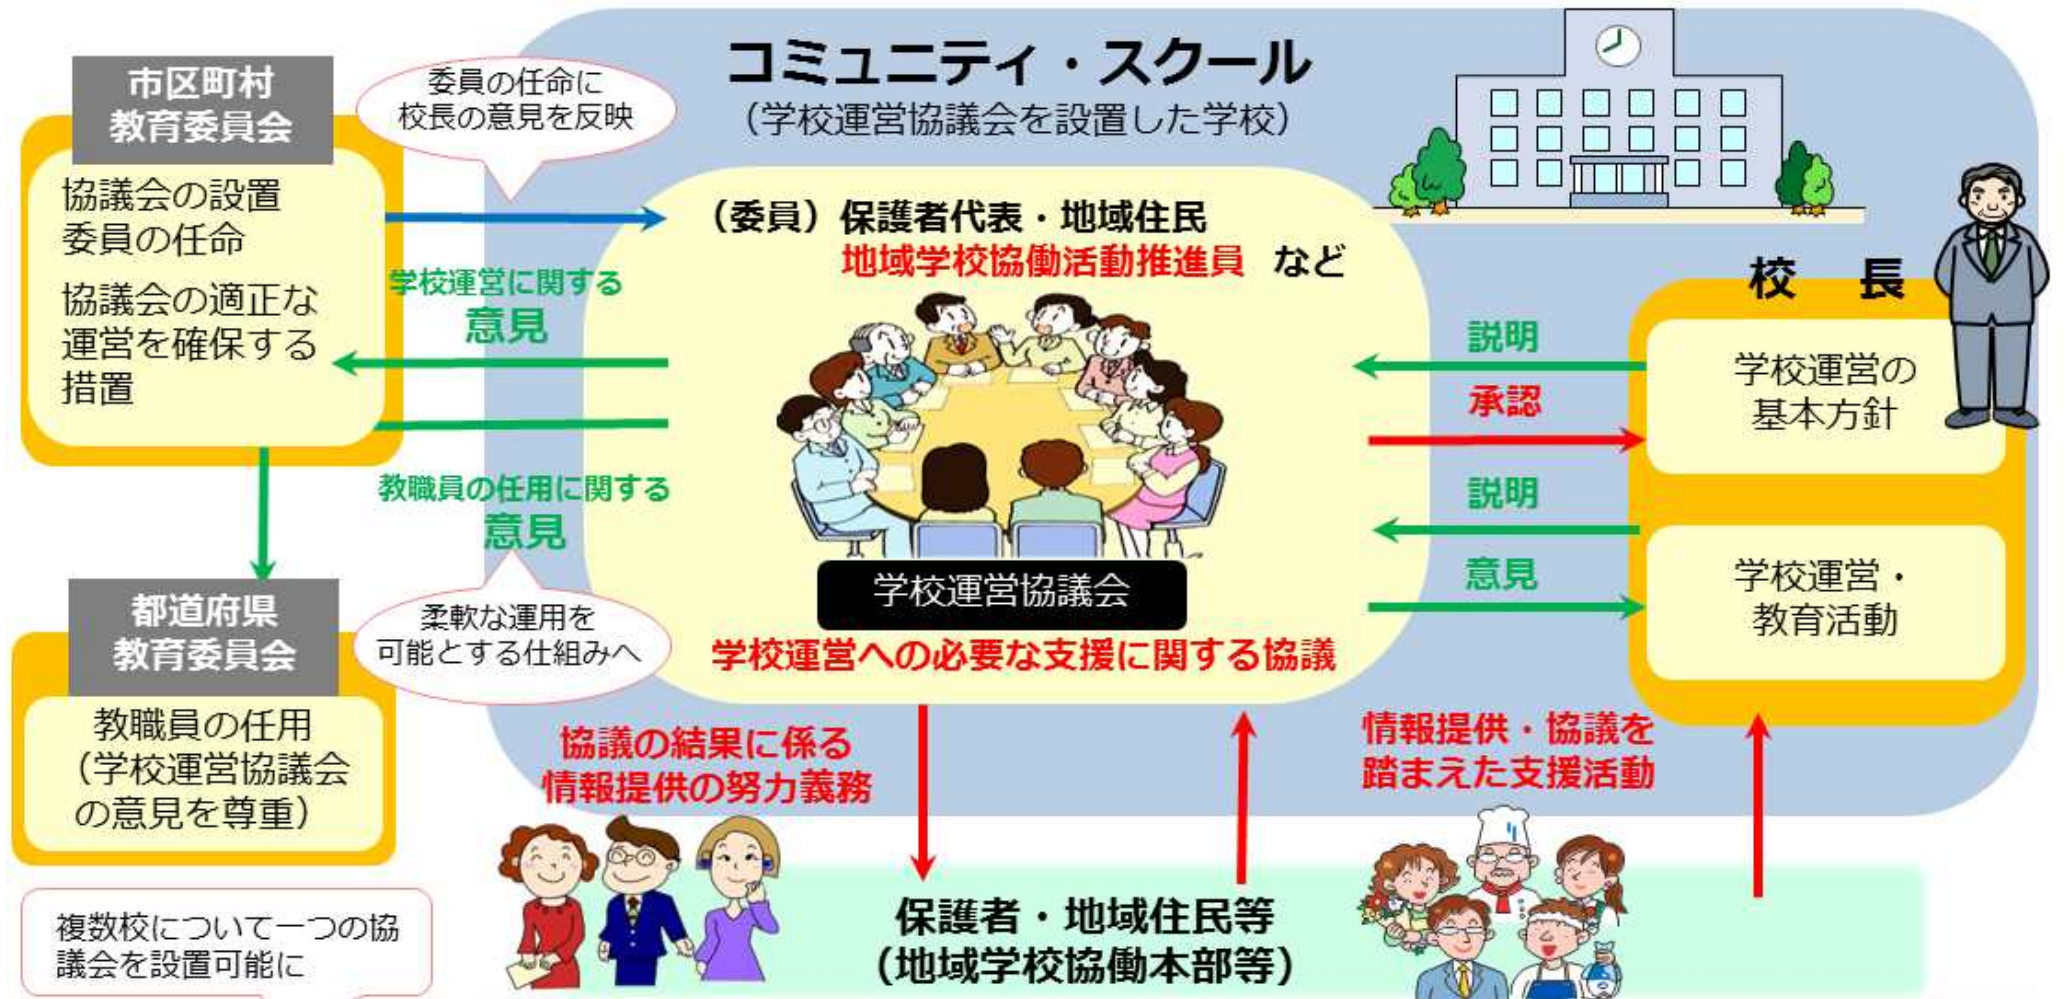 コミュニティ・スクール
（学校運営協議会を設置した学校）
市区町村
教育委員会
協議会の設置
委員の任命
協議会の適正な
運営を確保する
措置
委員の任命に
校長の意見を反映
（委員）保護者代表・地域住民
地域学校協働活動推進員 など
学校運営に関する
意見
教職員の任用に関する
意見
柔軟な運用を
可能とする仕組みへ
校 長
説明
承認
学校運営の
基本方針
説明
意見
学校運営・
教育活動
学校運営協議会
学校運営への必要な支援に関する協議
都道府県
教育委員会
教職員の任用
（学校運営協議会
の意見を尊重）
協議の結果に係る
情報提供の努力義務
情報提供・協議を
踏まえた支援活動
保護者・地域住民等
（地域学校協働本部等）
複数校について一つの協
議会を設置可能に